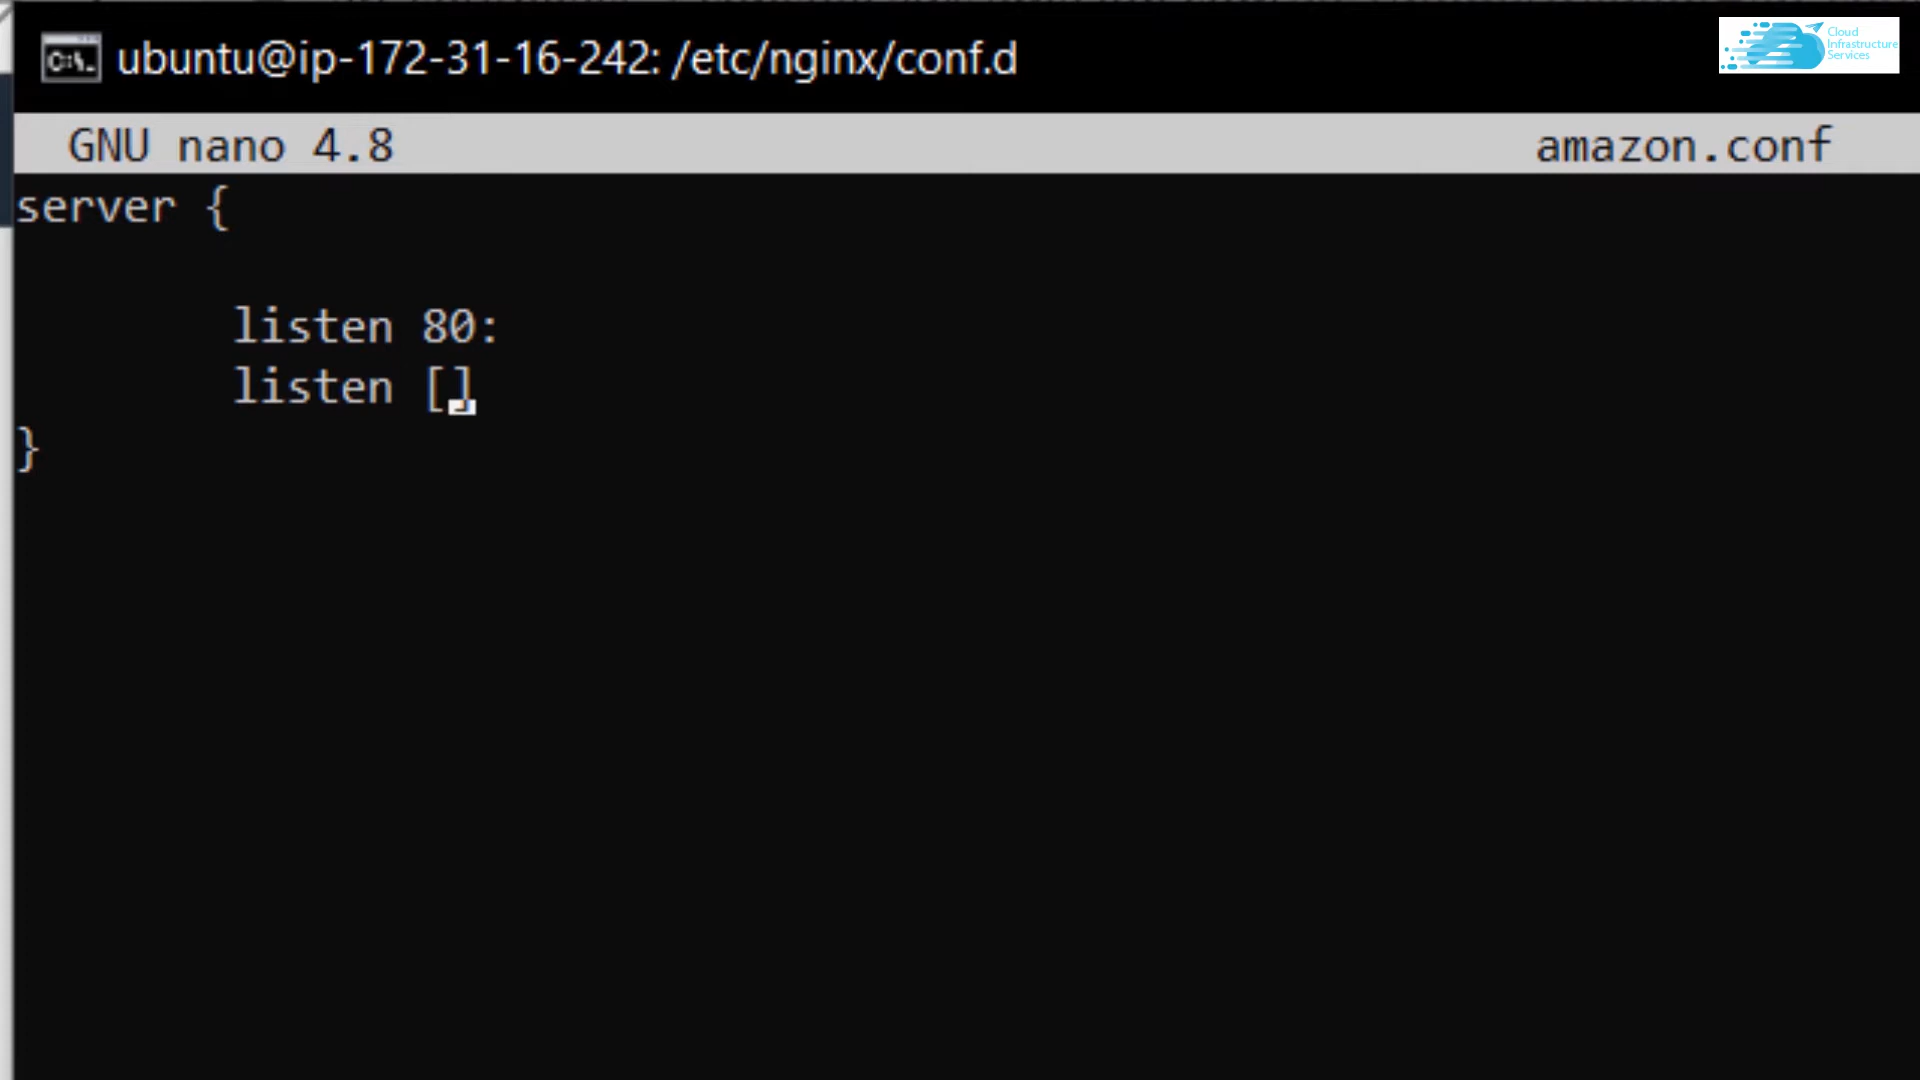 ubuntu@ip-172-31-16-242: /etc/nginx/conf.d
Cloud
Infrastructure
Services
GNU nano 4.8 amazon.conf
server {
listen 80:
listen []
}